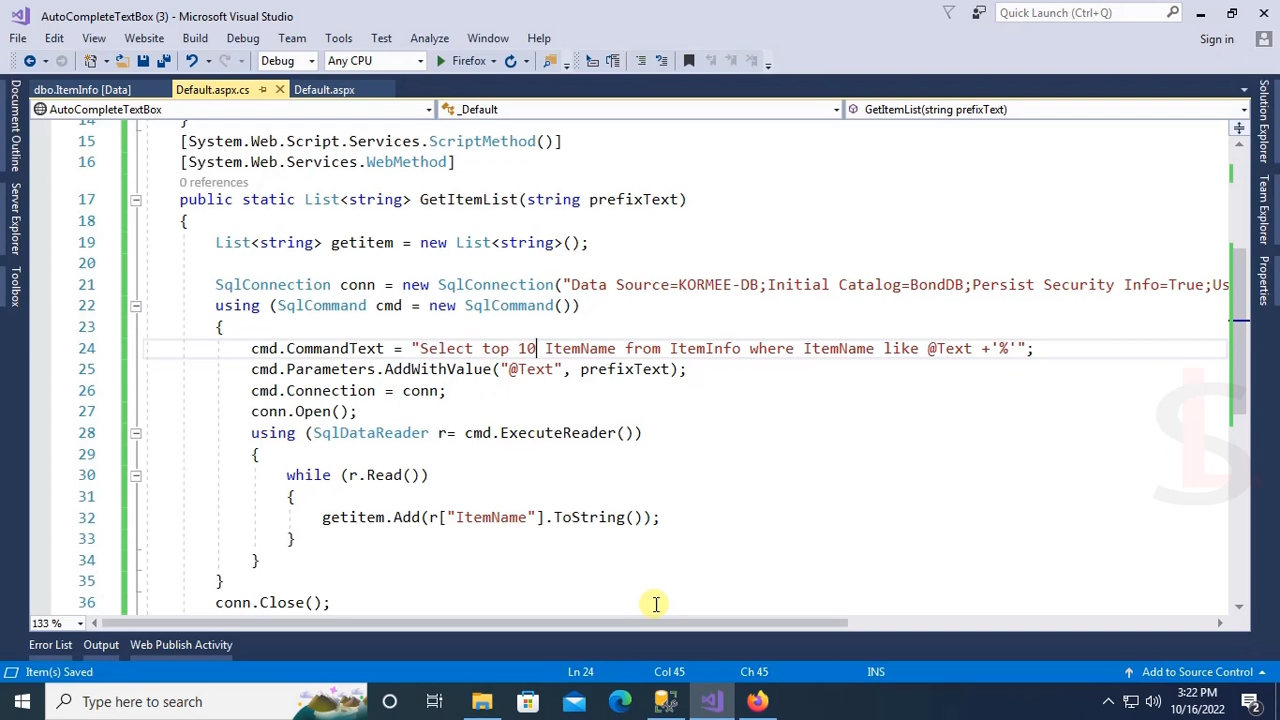 AutoCompleteTextBox (3) - Microsoft Visual Studio
Quick Launch (Ctrl+Q)
File Edit View Website Build Debug Team Tools Test Analyze Window Help
Sign in
Debug Any CPU Firefox
dbo.ItemInfo [Data] Default.aspx.cs Default.aspx
AutoCompleteTextBox _Default GetItemList(string prefixText)
Document Outline
Server Explorer
Toolbox
Solution Explorer
Team Explorer
Properties
14 }
15 [System.Web.Script.Services.ScriptMethod()]
16 [System.Web.Services.WebMethod]
0 references
17 public static List<string> GetItemList(string prefixText)
18 {
19 List<string> getitem = new List<string>();
20
21 SqlConnection conn = new SqlConnection("Data Source=KORMEE-DB;Initial Catalog=BondDB;Persist Security Info=True;Us
22 using (SqlCommand cmd = new SqlCommand())
23 {
24 cmd.CommandText = "Select top 10 ItemName from ItemInfo where ItemName like @Text +'%'";
25 cmd.Parameters.AddWithValue("@Text", prefixText);
26 cmd.Connection = conn;
27 conn.Open();
28 using (SqlDataReader r= cmd.ExecuteReader())
29 {
30 while (r.Read())
31 {
32 getitem.Add(r["ItemName"].ToString());
33 }
34 }
35 }
36 conn.Close();
133 %
Error List Web Publish Activity
Item(s) Saved Ln 24 Col 45 Ch 45 INS Add to Source Control
Type here to search
3:22 PM
10/16/2022
2